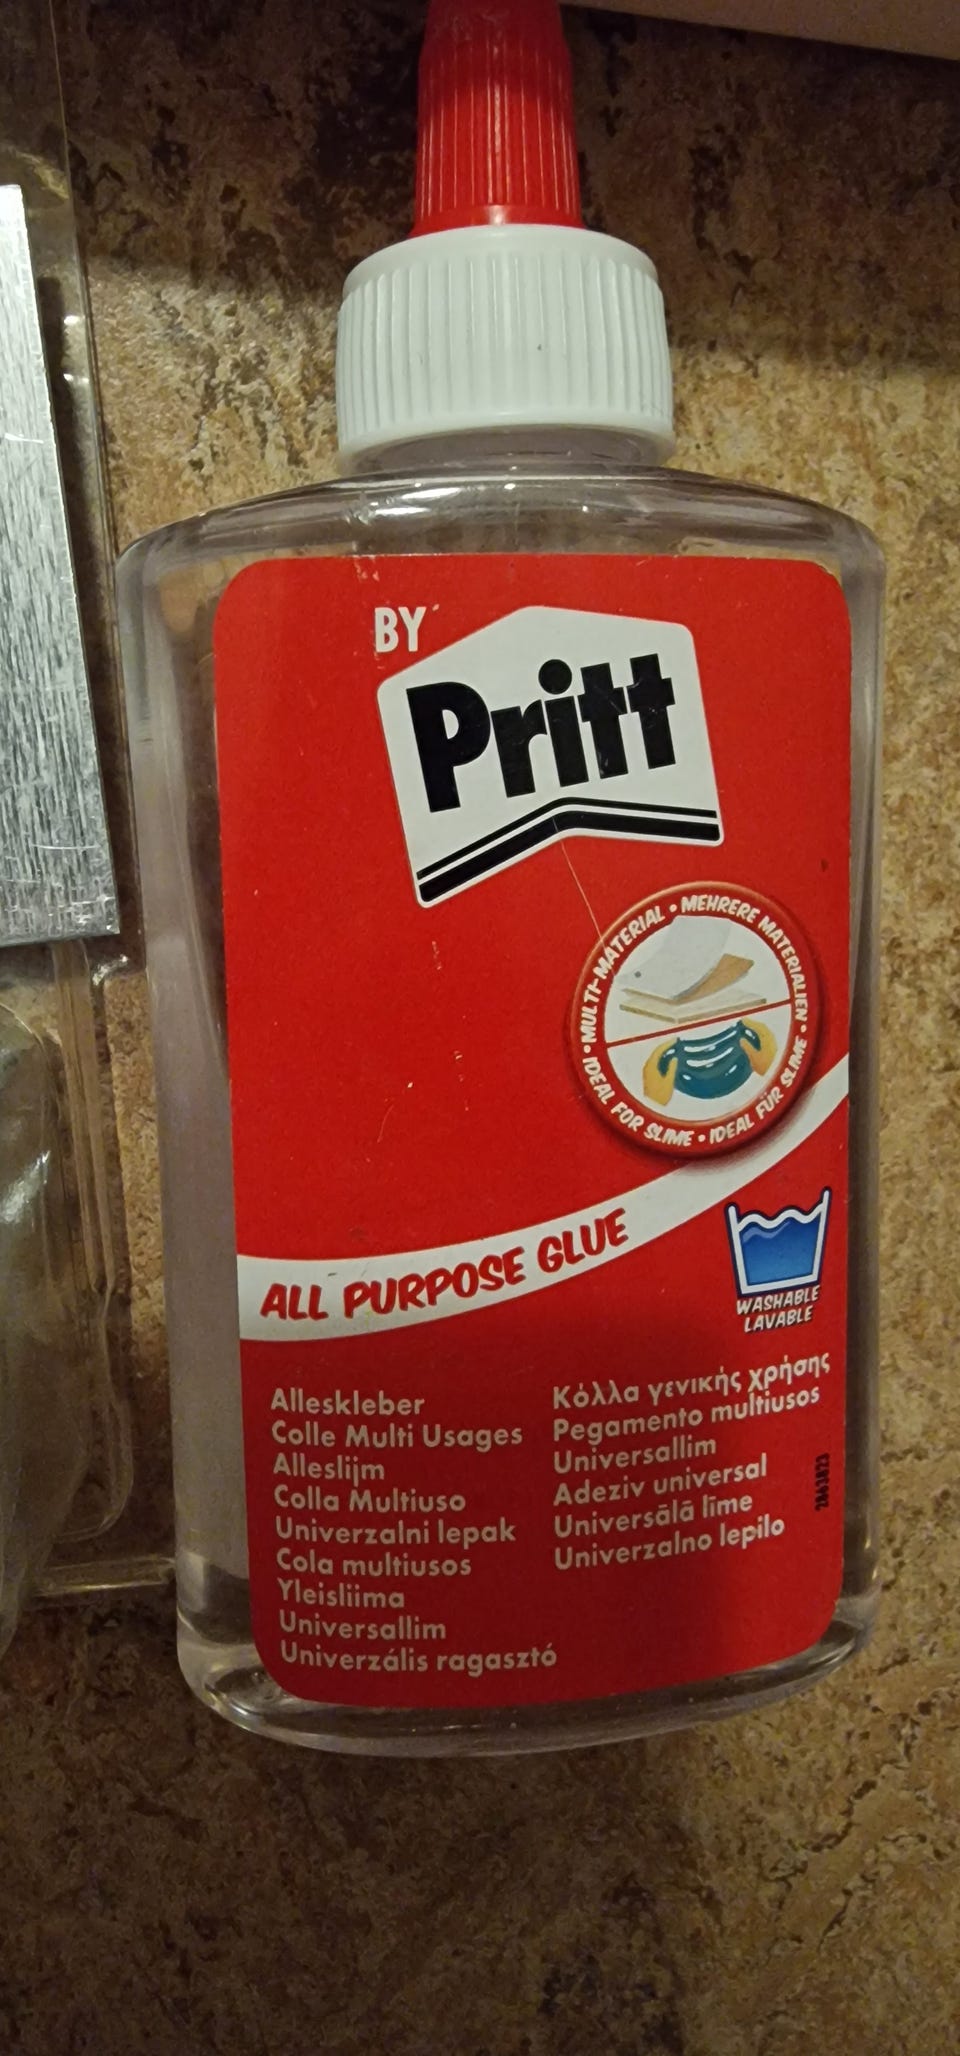 BY
Pritt
MULTI-MATERIAL • MEHRERE MATERIALIEN •
IDEAL FOR SLIME • IDEAL FÜR SLIME •
ALL PURPOSE GLUE
WASHABLE
LAVABLE
Alleskleber
Colle Multi Usages
Alleslijm
Colla Multiuso
Univerzalni lepak
Cola multiusos
Yleisliima
Universallim
Univerzális ragasztó
Κόλλα γενικής χρήσης
Pegamento multiusos
Universallim
Adeziv universal
Universālā līme
Univerzalno lepilo
2863823